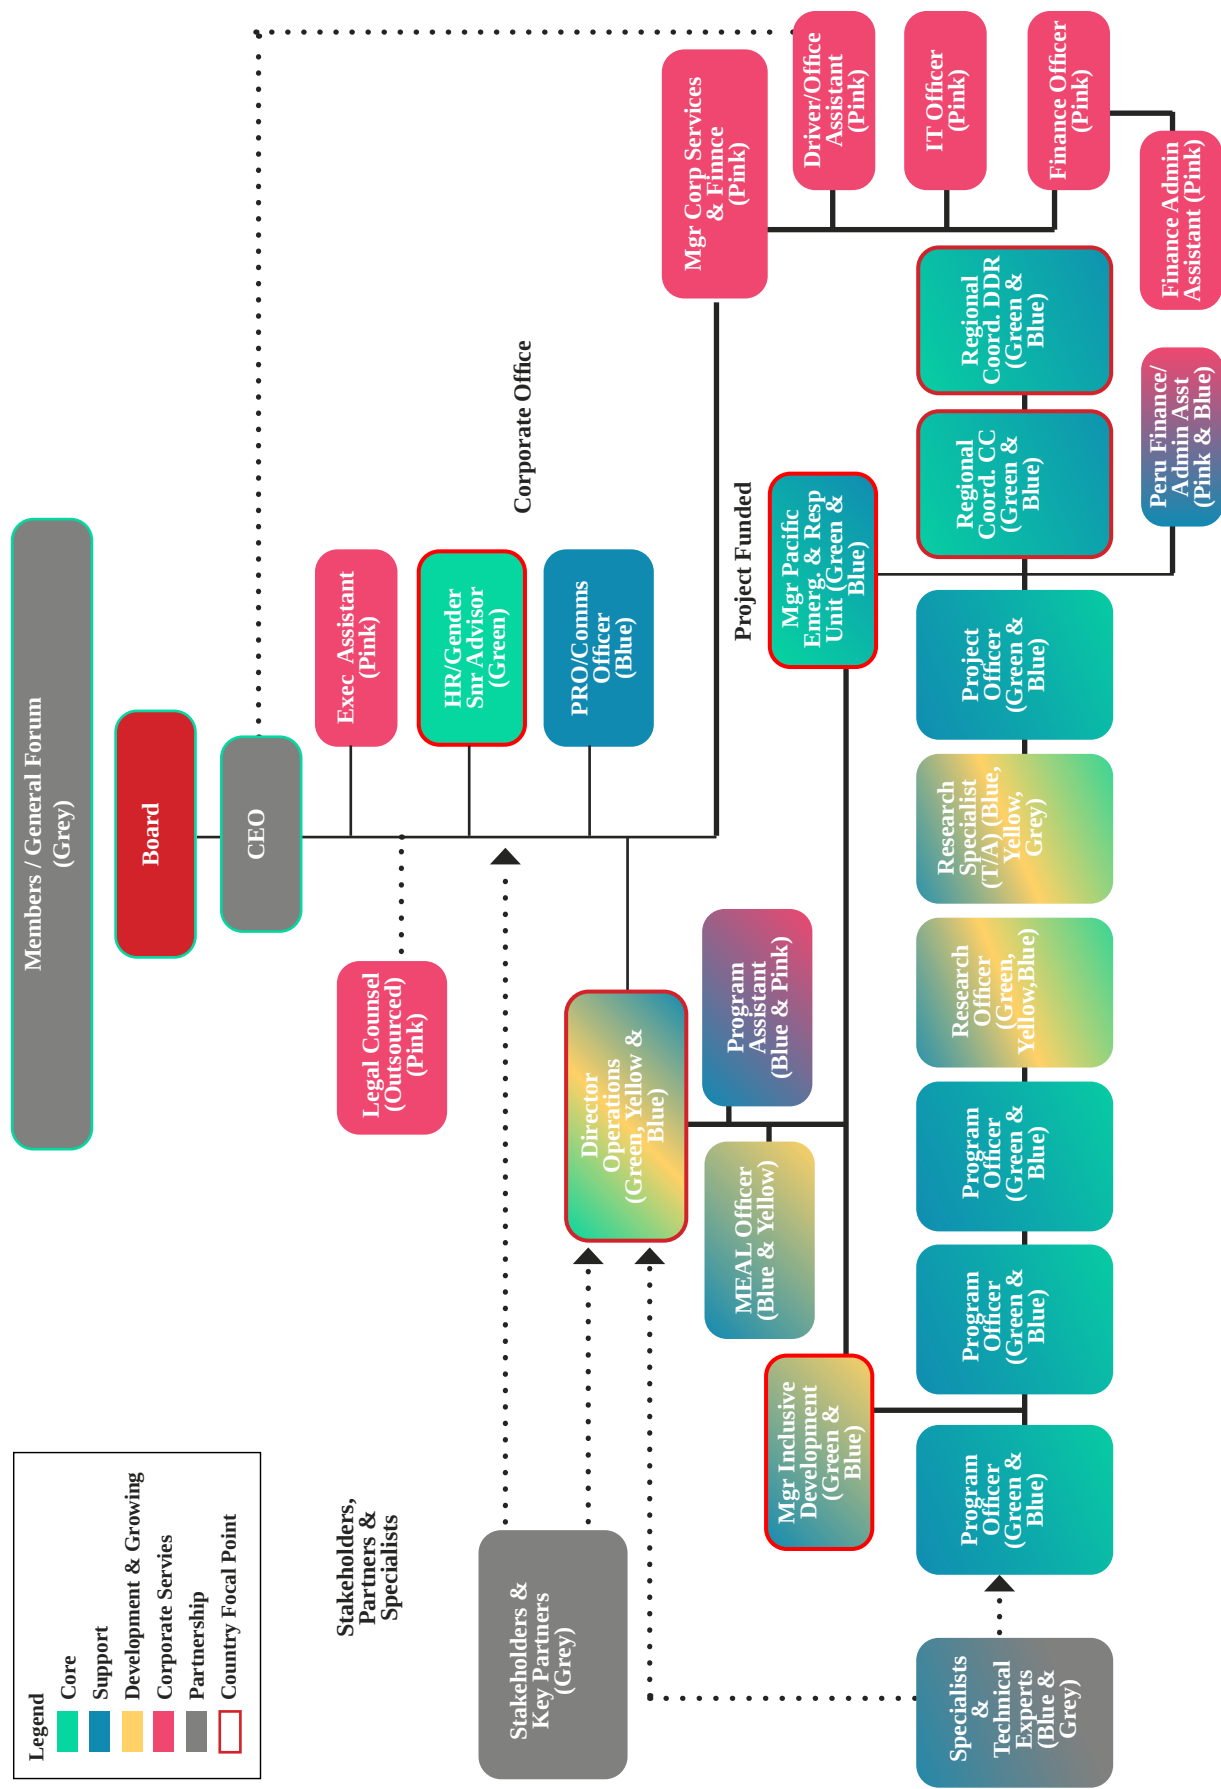 Legend
Core
Support
Development & Growing
Corporate Servies
Partnership
Country Focal Point
Members / General Forum
(Grey)
Board
CEO
Stakeholders,
Partners &
Specialists
Legal Counsel
(Outsourced)
(Pink)
Exec Assistant
(Pink)
HR/Gender
Snr Advisor
(Green)
PRO/Comms
Officer
(Blue)
Corporate Office
Stakeholders &
Key Partners
(Grey)
Director
Operations
(Green, Yellow &
Blue)
Mgr Corp Services
& Finnce
(Pink)
MEAL Officer
(Blue & Yellow)
Program
Assistant
(Blue & Pink)
Project Funded
Mgr Inclusive
Development
(Green &
Blue)
Mgr Pacific
Emerg. & Resp
Unit (Green &
Blue)
Driver/Office
Assistant
(Pink)
IT Officer
(Pink)
Finance Officer
(Pink)
Specialists
&
Technical
Experts
(Blue &
Grey)
Program
Officer
(Green &
Blue)
Program
Officer
(Green &
Blue)
Program
Officer
(Green &
Blue)
Research
Officer
(Green,
Yellow,Blue)
Research
Specialist
(T/A) (Blue,
Yellow,
Grey)
Project
Officer
(Green &
Blue)
Regional
Coord. CC
(Green &
Blue)
Regional
Coord. DDR
(Green &
Blue)
Peru Finance/
Admin Asst
(Pink & Blue)
Finance Admin
Assistant (Pink)